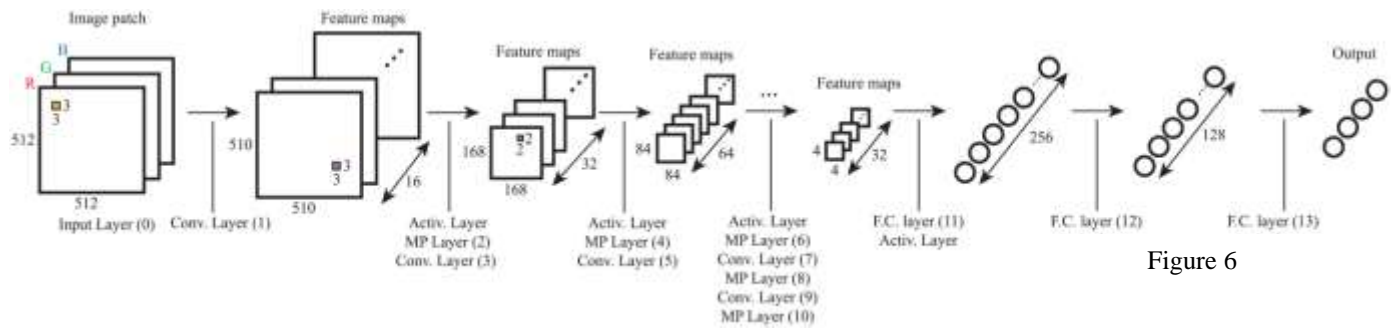 Image patch
Feature maps
Feature maps
Feature maps
Feature maps
Output
R
G
B
3
3
512
512
510
510
3
3
16
168
168
2
2
32
84
84
64
...
4
4
32
256
128
Input Layer (0)
Conv. Layer (1)
Activ. Layer
MP Layer (2)
Conv. Layer (3)
Activ. Layer
MP Layer (4)
Conv. Layer (5)
Activ. Layer
MP Layer (6)
Conv. Layer (7)
MP Layer (8)
Conv. Layer (9)
MP Layer (10)
F.C. layer (11)
Activ. Layer
F.C. layer (12)
F.C. layer (13)
Figure 6